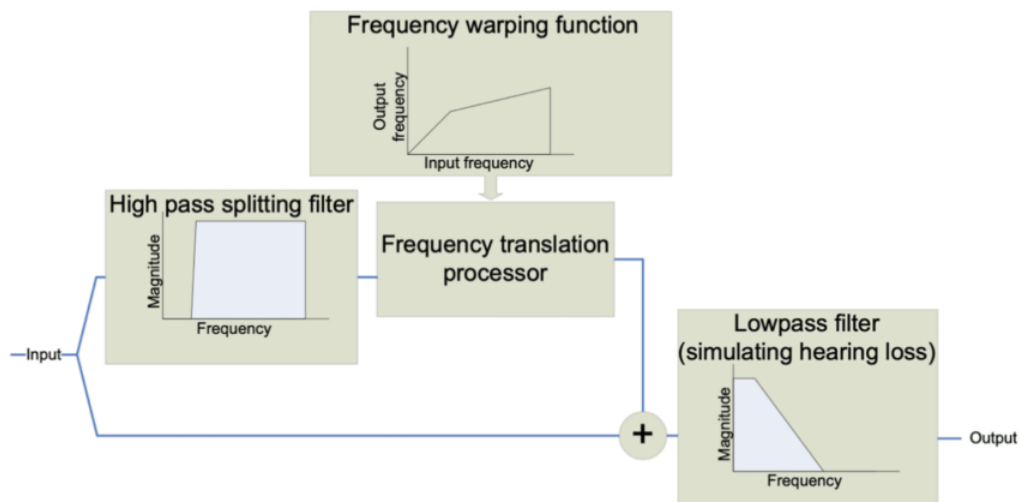 Frequency warping function
Output
frequency
Input frequency
High pass splitting filter
Magnitude
Frequency
Frequency translation
processor
Input
Lowpass filter
(simulating hearing loss)
Magnitude
Frequency
+
Output